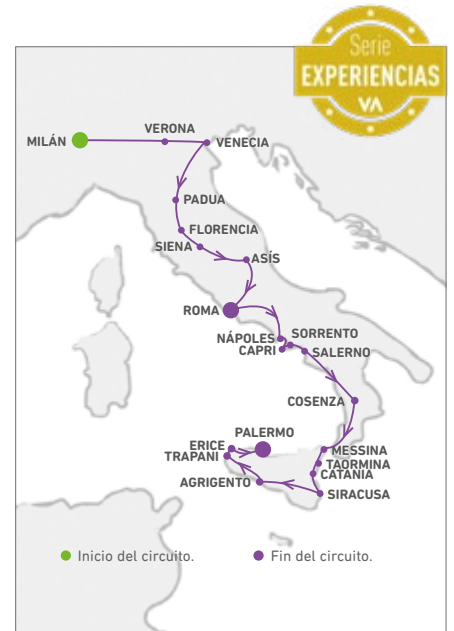 Serie
EXPERIENCIAS
VA
MILÁN
VERONA
VENECIA
PADUA
FLORENCIA
SIENA
ASÍS
ROMA
NÁPOLES
SORRENTO
CAPRI
SALERNO
COSENZA
PALERMO
ERICE
MESSINA
TRAPANI
TAORMINA
CATANIA
AGRIGENTO
SIRACUSA
Inicio del circuito.
Fin del circuito.